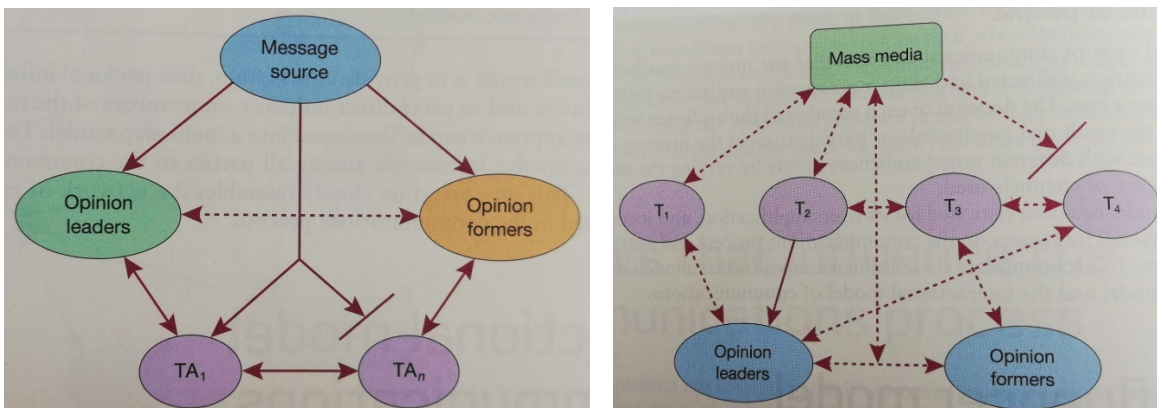 Message
source
Opinion
leaders
Opinion
formers
TA1
TAn
Mass media
T1
T2
T3
T4
Opinion
leaders
Opinion
formers